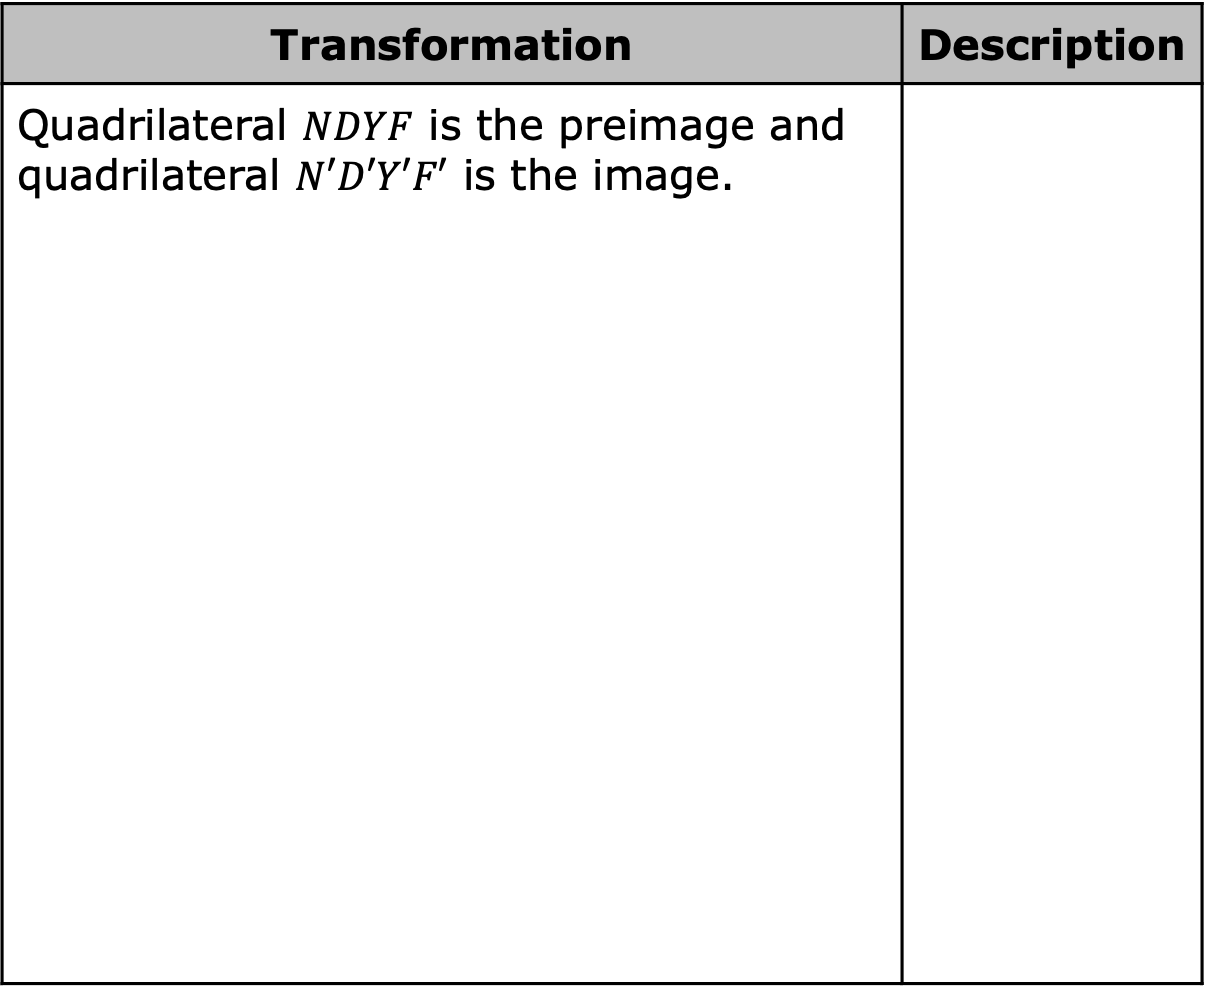 Transformation Description
Quadrilateral NDYF is the preimage and
quadrilateral N′D′Y′F′ is the image.